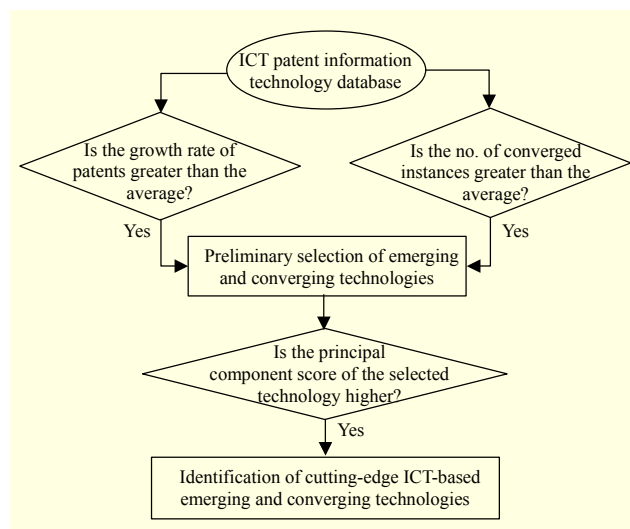 ICT patent information
technology database
Is the growth rate of
patents greater than the
average?
Is the no. of converged
instances greater than the
average?
Yes
Yes
Preliminary selection of emerging
and converging technologies
Is the principal
component score of the selected
technology higher?
Yes
Identification of cutting-edge ICT-based
emerging and converging technologies